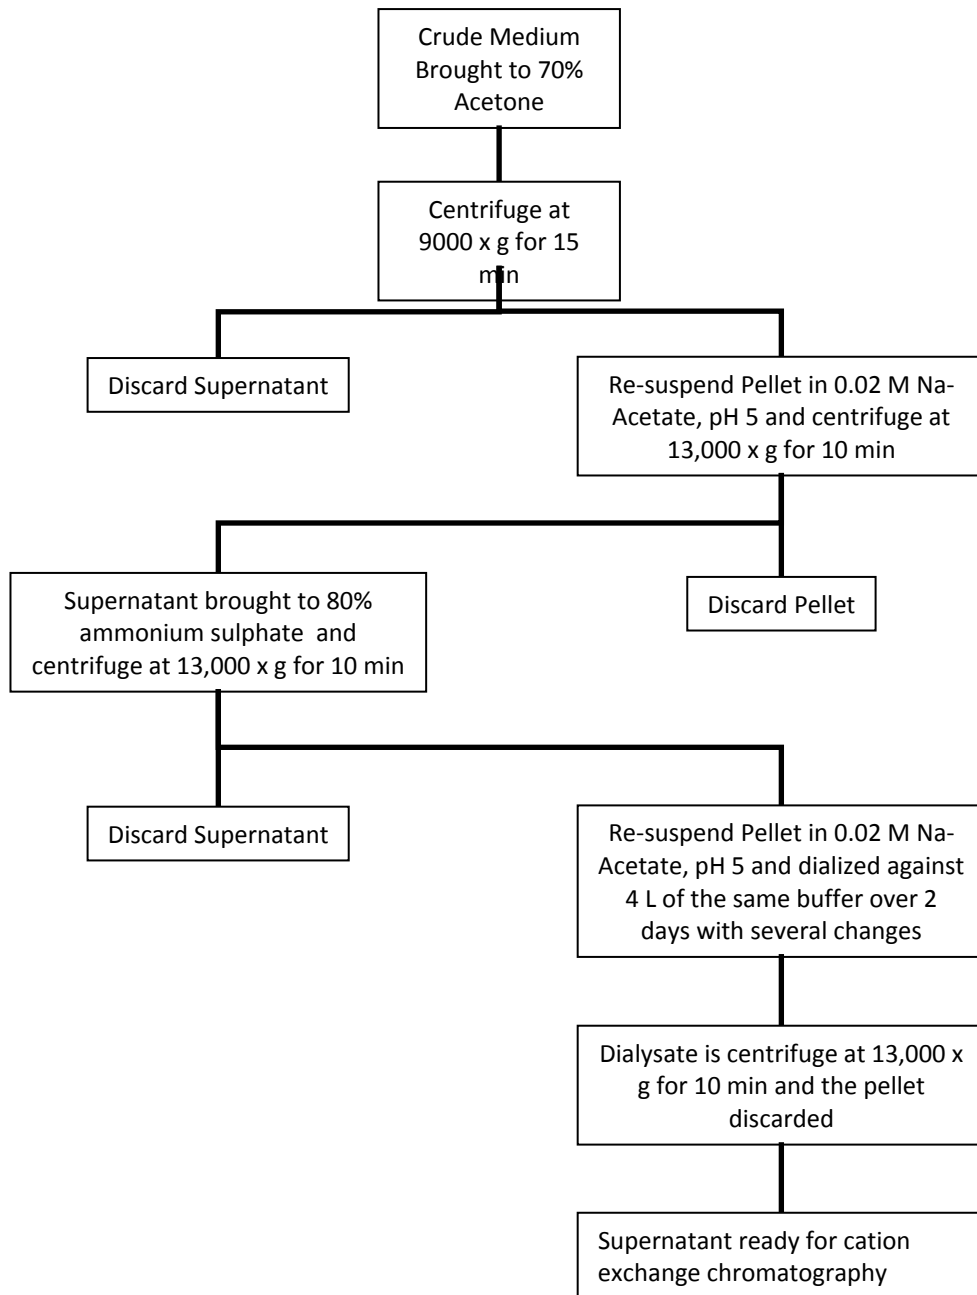 Crude Medium
Brought to 70%
Acetone
Centrifuge at
9000 x g for 15
min
Discard Supernatant
Re-suspend Pellet in 0.02 M Na-
Acetate, pH 5 and centrifuge at
13,000 x g for 10 min
Supernatant brought to 80%
ammonium sulphate and
centrifuge at 13,000 x g for 10 min
Discard Pellet
Discard Supernatant
Re-suspend Pellet in 0.02 M Na-
Acetate, pH 5 and dialized against
4 L of the same buffer over 2
days with several changes
Dialysate is centrifuge at 13,000 x
g for 10 min and the pellet
discarded
Supernatant ready for cation
exchange chromatography